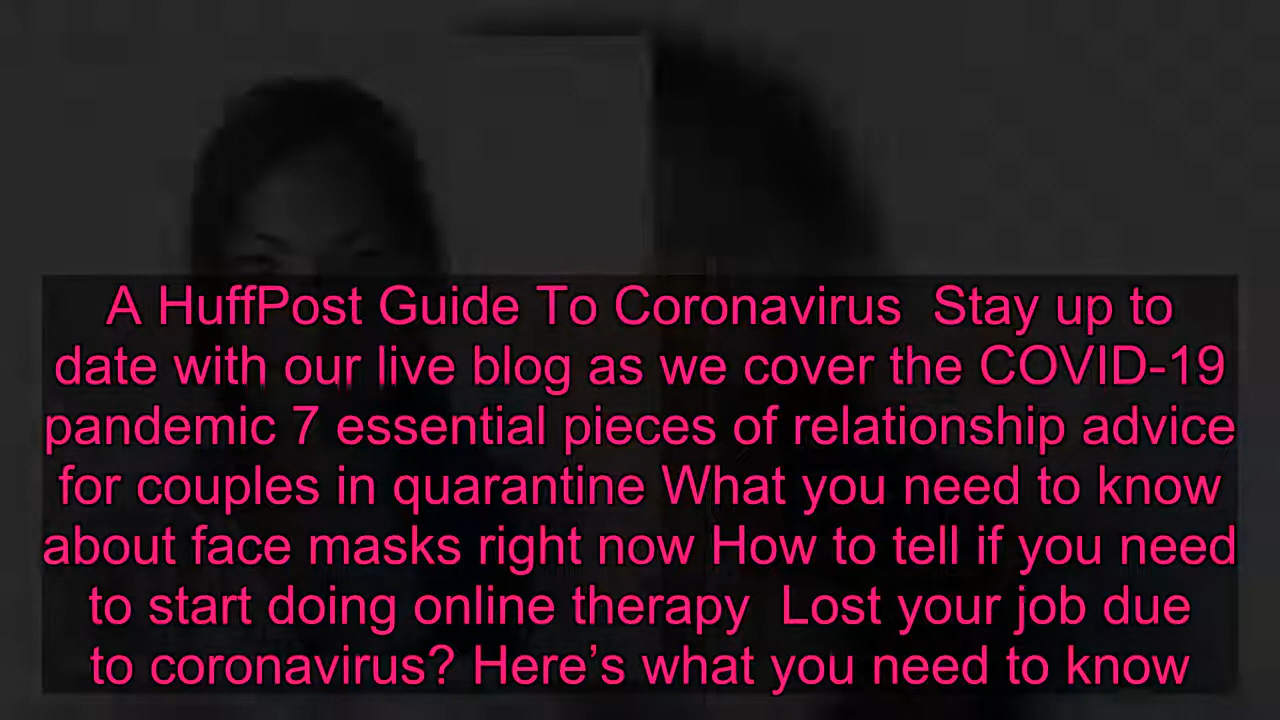 A HuffPost Guide To Coronavirus  Stay up to
date with our live blog as we cover the COVID-19
pandemic 7 essential pieces of relationship advice
for couples in quarantine What you need to know
about face masks right now How to tell if you need
to start doing online therapy  Lost your job due
to coronavirus? Here’s what you need to know